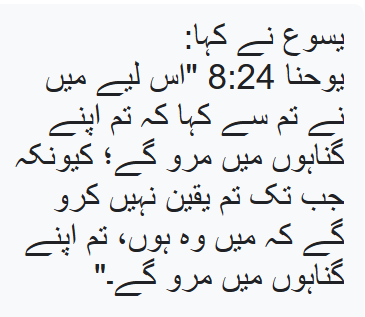 یسوع نے کہا:
یوحنا 8:24 "اس لیے میں
نے تم سے کہا کہ تم اپنے
گناہوں میں مرو گے؛ کیونکہ
جب تک تم یقین نہیں کرو
گے کہ میں وہ ہوں، تم اپنے
گناہوں میں مرو گے۔"